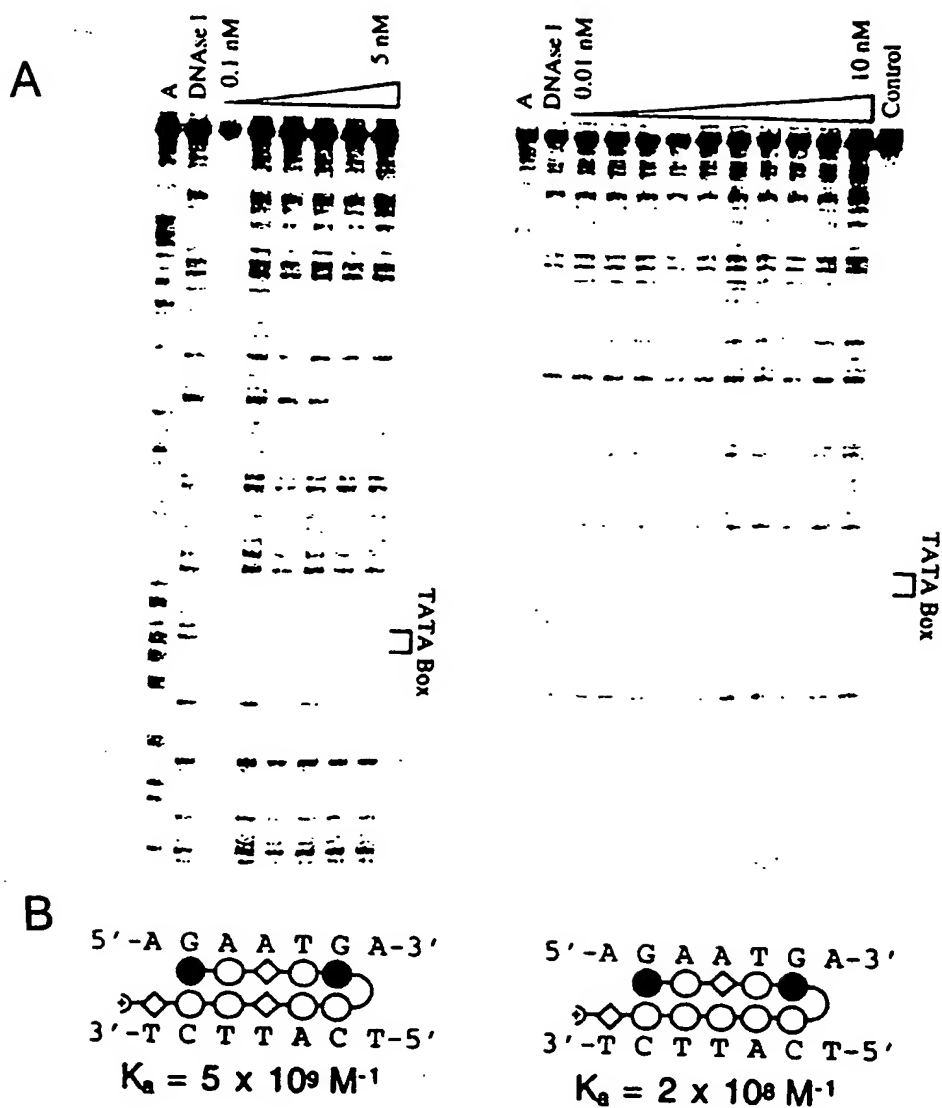 A
A
DNAse I
0.1 nM
5 nM
TATA Box
A
DNAse I
0.01 nM
10 nM
Control
TATA Box
B
5'-A G A A T G A-3'
3'-T C T T A C T-5'
Ka = 5 x 10⁹ M⁻¹
5'-A G A A T G A-3'
3'-T C T T A C T-5'
Ka = 2 x 10⁸ M⁻¹